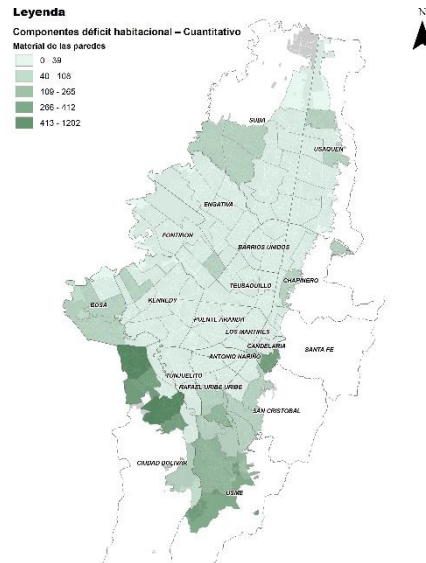 Leyenda
N
Componentes déficit habitacional – Cuantitativo
Material de las paredes
0 39
40 108
109 - 265
266 - 412
413 - 1202
SUBA
USAQUEN
ENGATIVA
FONTIBON
BARRIOS UNIDOS
TEUSAQUILLO
CHAPINERO
BOSA
KENNEDY
PUENTE ARANDA
LOS MARTIRES
CANDELARIA
ANTONIO NARIÑO
SANTA FE
TUNJUELITO
RAFAEL URIBE URIBE
SAN CRISTOBAL
CIUDAD BOLIVAR
USME